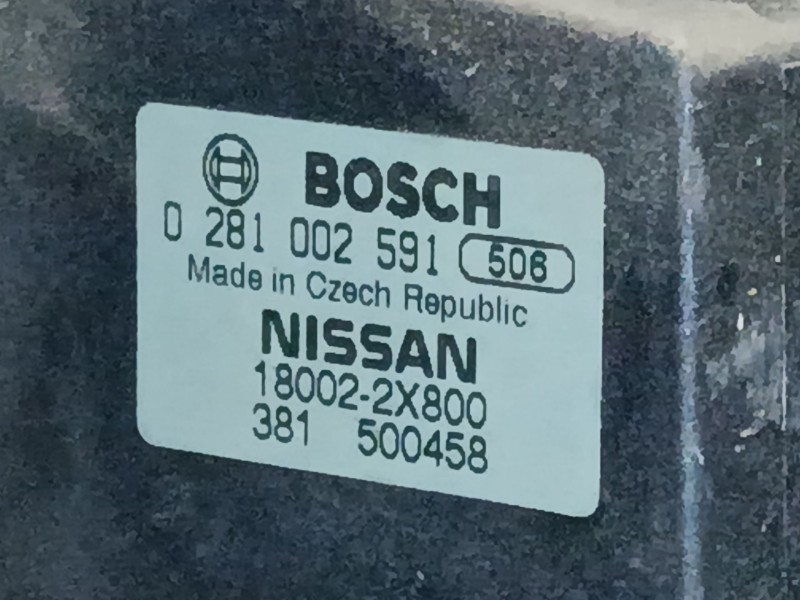 BOSCH
0 281 002 591 506
Made in Czech Republic
NISSAN
18002-2X800
381 500458